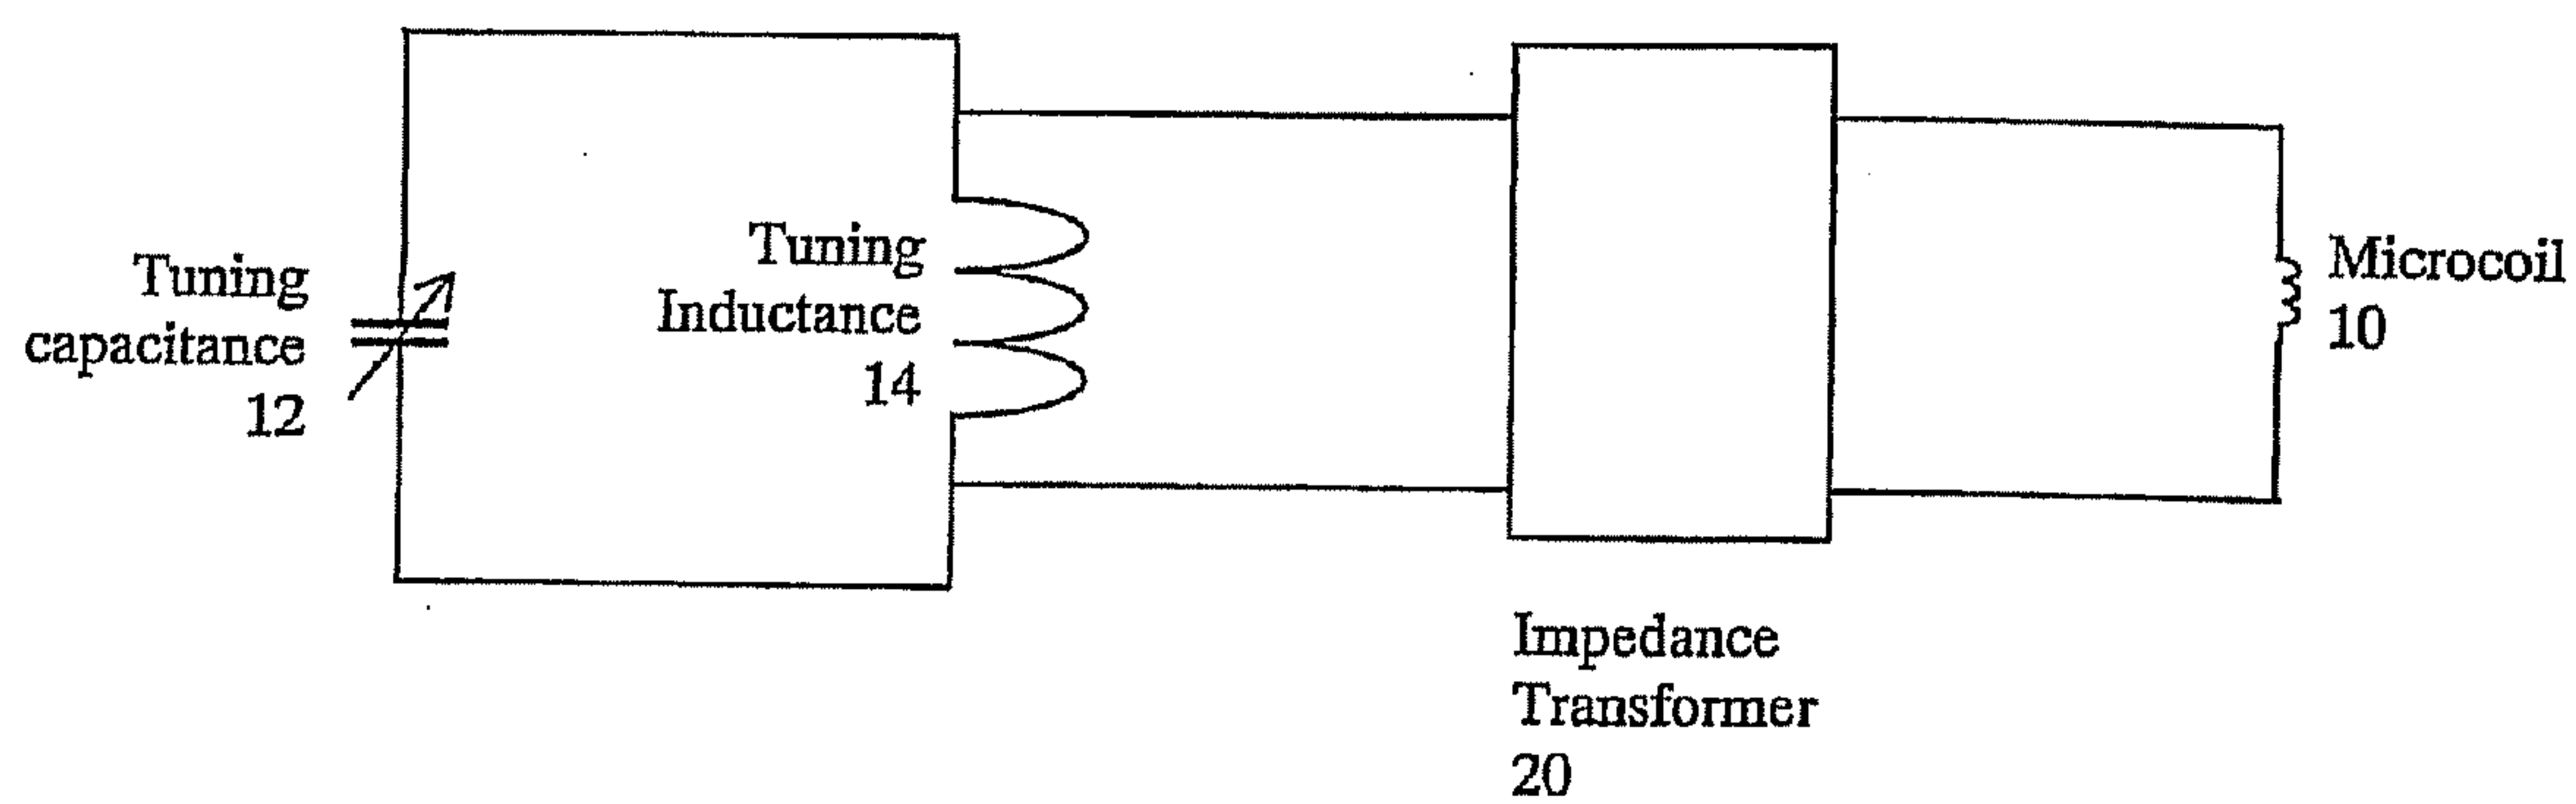 Tuning
capacitance
12
Tuning
Inductance
14
Impedance
Transformer
20
Microcoil
10